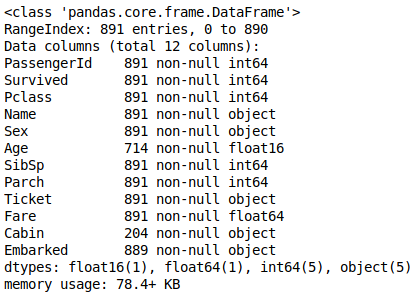 <class 'pandas.core.frame.DataFrame'>
RangeIndex: 891 entries, 0 to 890
Data columns (total 12 columns):
PassengerId    891 non-null int64
Survived       891 non-null int64
Pclass         891 non-null int64
Name           891 non-null object
Sex            891 non-null object
Age            714 non-null float16
SibSp          891 non-null int64
Parch          891 non-null int64
Ticket         891 non-null object
Fare           891 non-null float64
Cabin          204 non-null object
Embarked       889 non-null object
dtypes: float16(1), float64(1), int64(5), object(5)
memory usage: 78.4+ KB